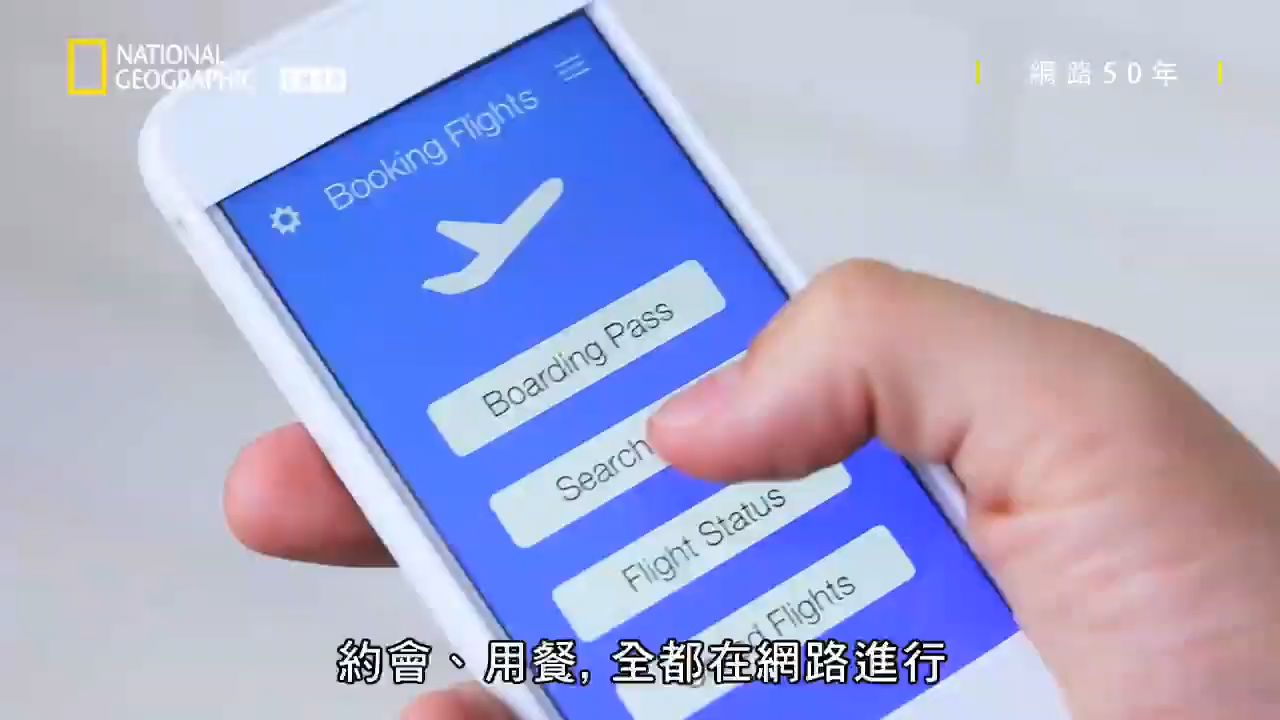 NATIONAL
GEOGRAPHIC
網路50年
Booking Flights
Boarding Pass
Search
Flight Status
Flights
約會、用餐, 全都在網路進行